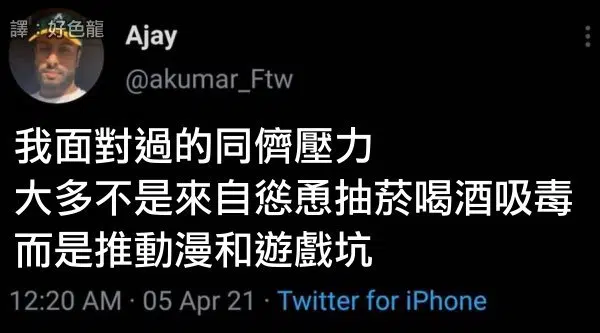 譯：好色龍
Ajay
@akumar_Ftw
我面對過的同儕壓力
大多不是來自慫恿抽菸喝酒吸毒
而是推動漫和遊戲坑
12:20 AM · 05 Apr 21 · Twitter for iPhone